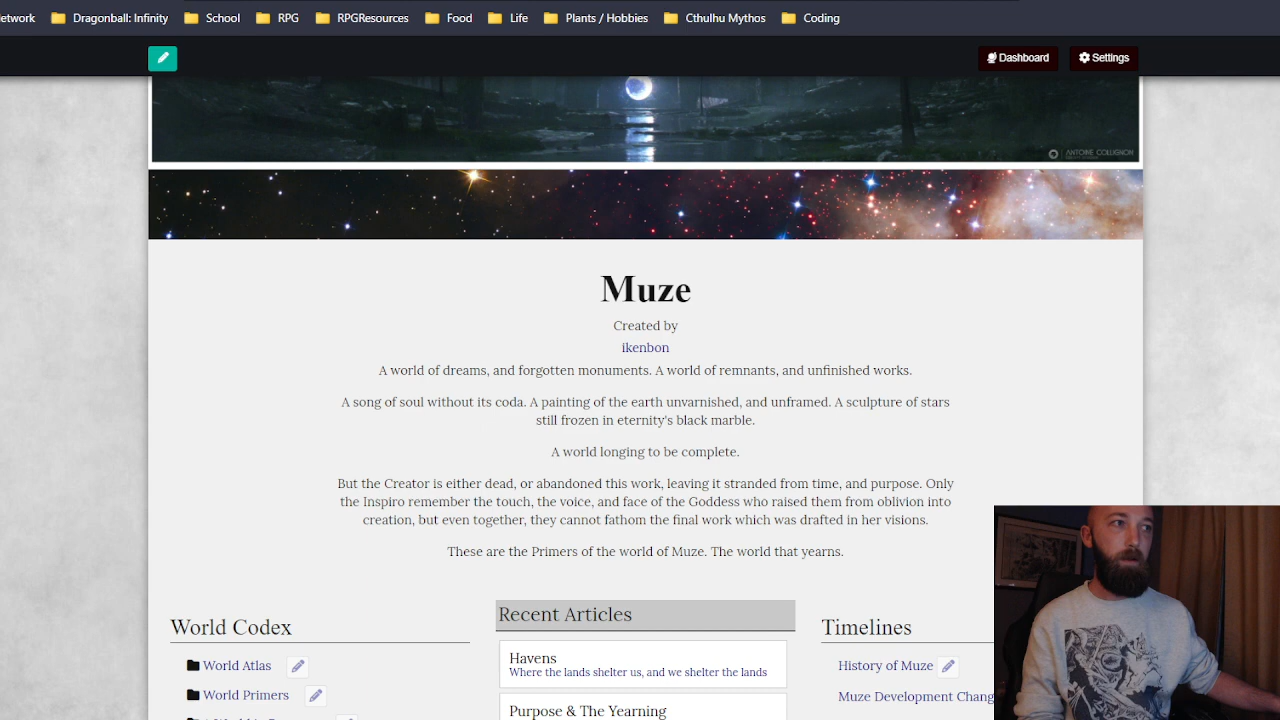 etwork Dragonball: Infinity School RPG RPGResources Food Life Plants / Hobbies Cthulhu Mythos Coding
Dashboard Settings
ANTOINE COLLIGNON
Muze
Created by
ikenbon
A world of dreams, and forgotten monuments. A world of remnants, and unfinished works.
A song of soul without its coda. A painting of the earth unvarnished, and unframed. A sculpture of stars
still frozen in eternity's black marble.
A world longing to be complete.
But the Creator is either dead, or abandoned this work, leaving it stranded from time, and purpose. Only
the Inspiro remember the touch, the voice, and face of the Goddess who raised them from oblivion into
creation, but even together, they cannot fathom the final work which was drafted in her visions.
These are the Primers of the world of Muze. The world that yearns.
World Codex
World Atlas
World Primers
Recent Articles
Havens
Where the lands shelter us, and we shelter the lands
Purpose & The Yearning
Timelines
History of Muze
Muze Development Chang